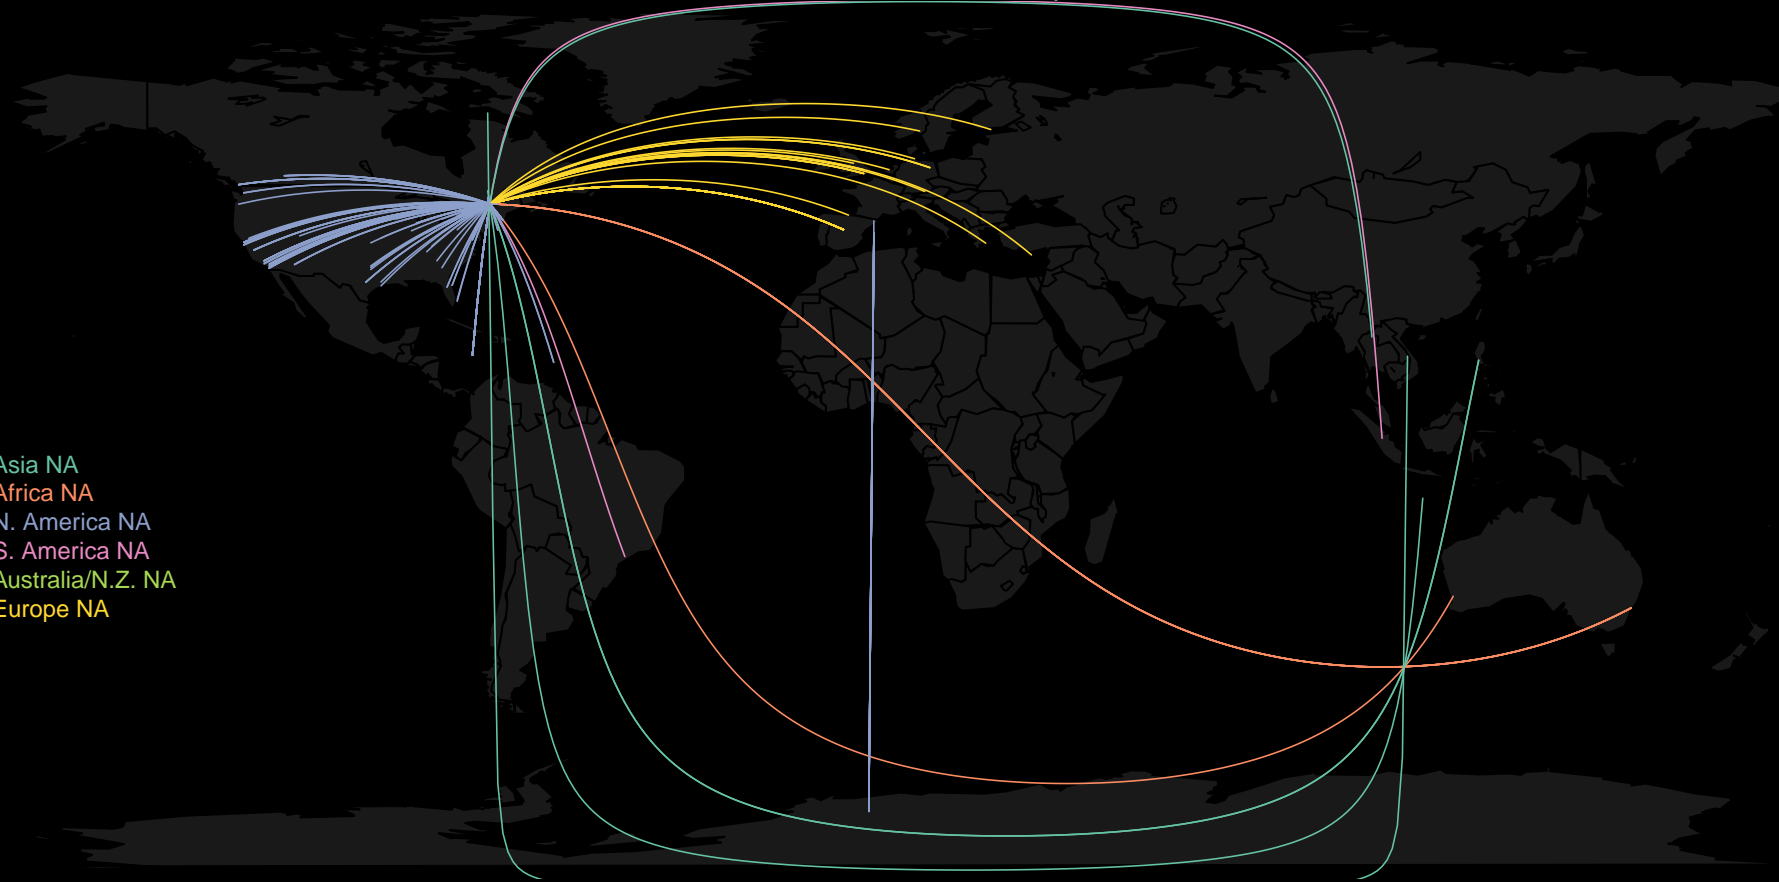 Asia NA
Africa NA
N. America NA
S. America NA
Australia/N.Z. NA
Europe NA